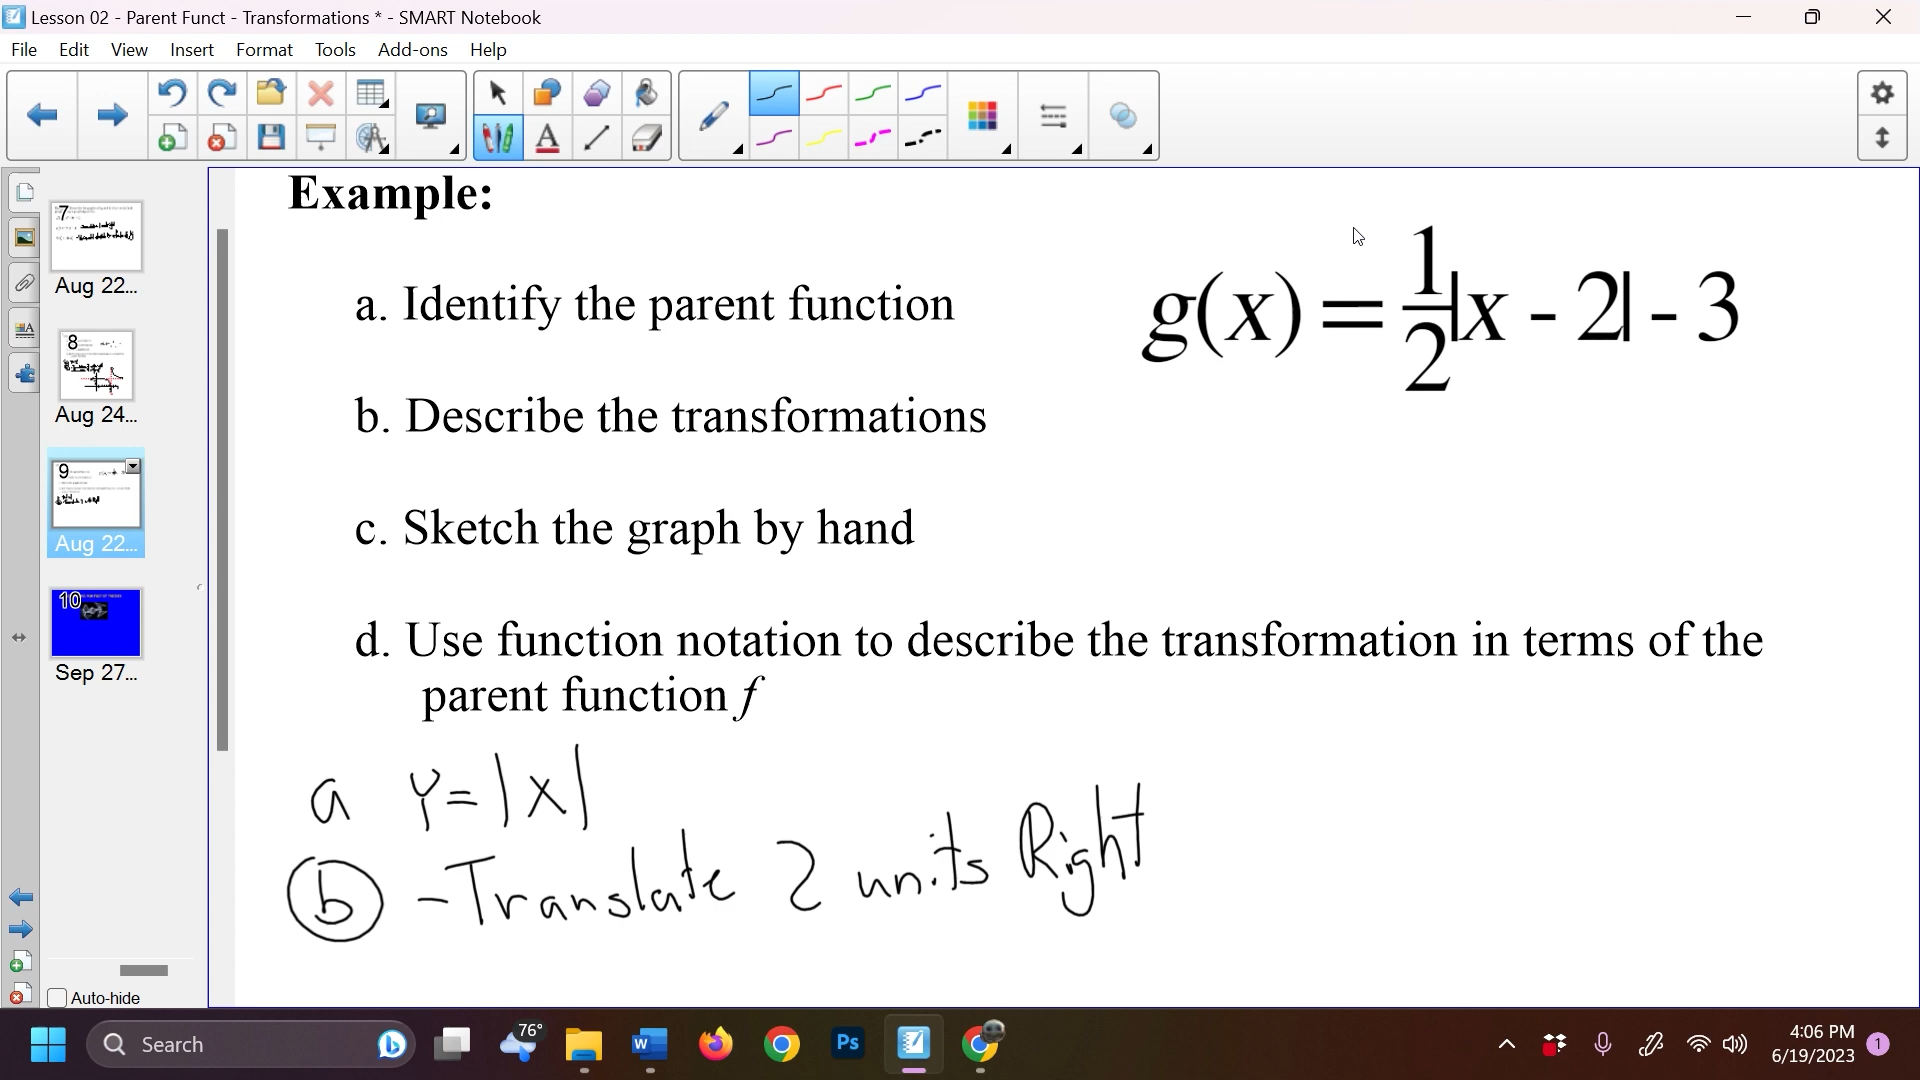 Lesson 02 - Parent Funct - Transformations * - SMART Notebook
File Edit View Insert Format Tools Add-ons Help
Example:
a. Identify the parent function
g(x) = 1/2|x - 2| - 3
b. Describe the transformations
c. Sketch the graph by hand
d. Use function notation to describe the transformation in terms of the
parent function f
a y=|x|
b -Translate 2 units Right
7
Aug 22...
8
Aug 24...
9
Aug 22...
10
Sep 27...
Auto-hide
Search
76°
Ps
4:06 PM
6/19/2023
1